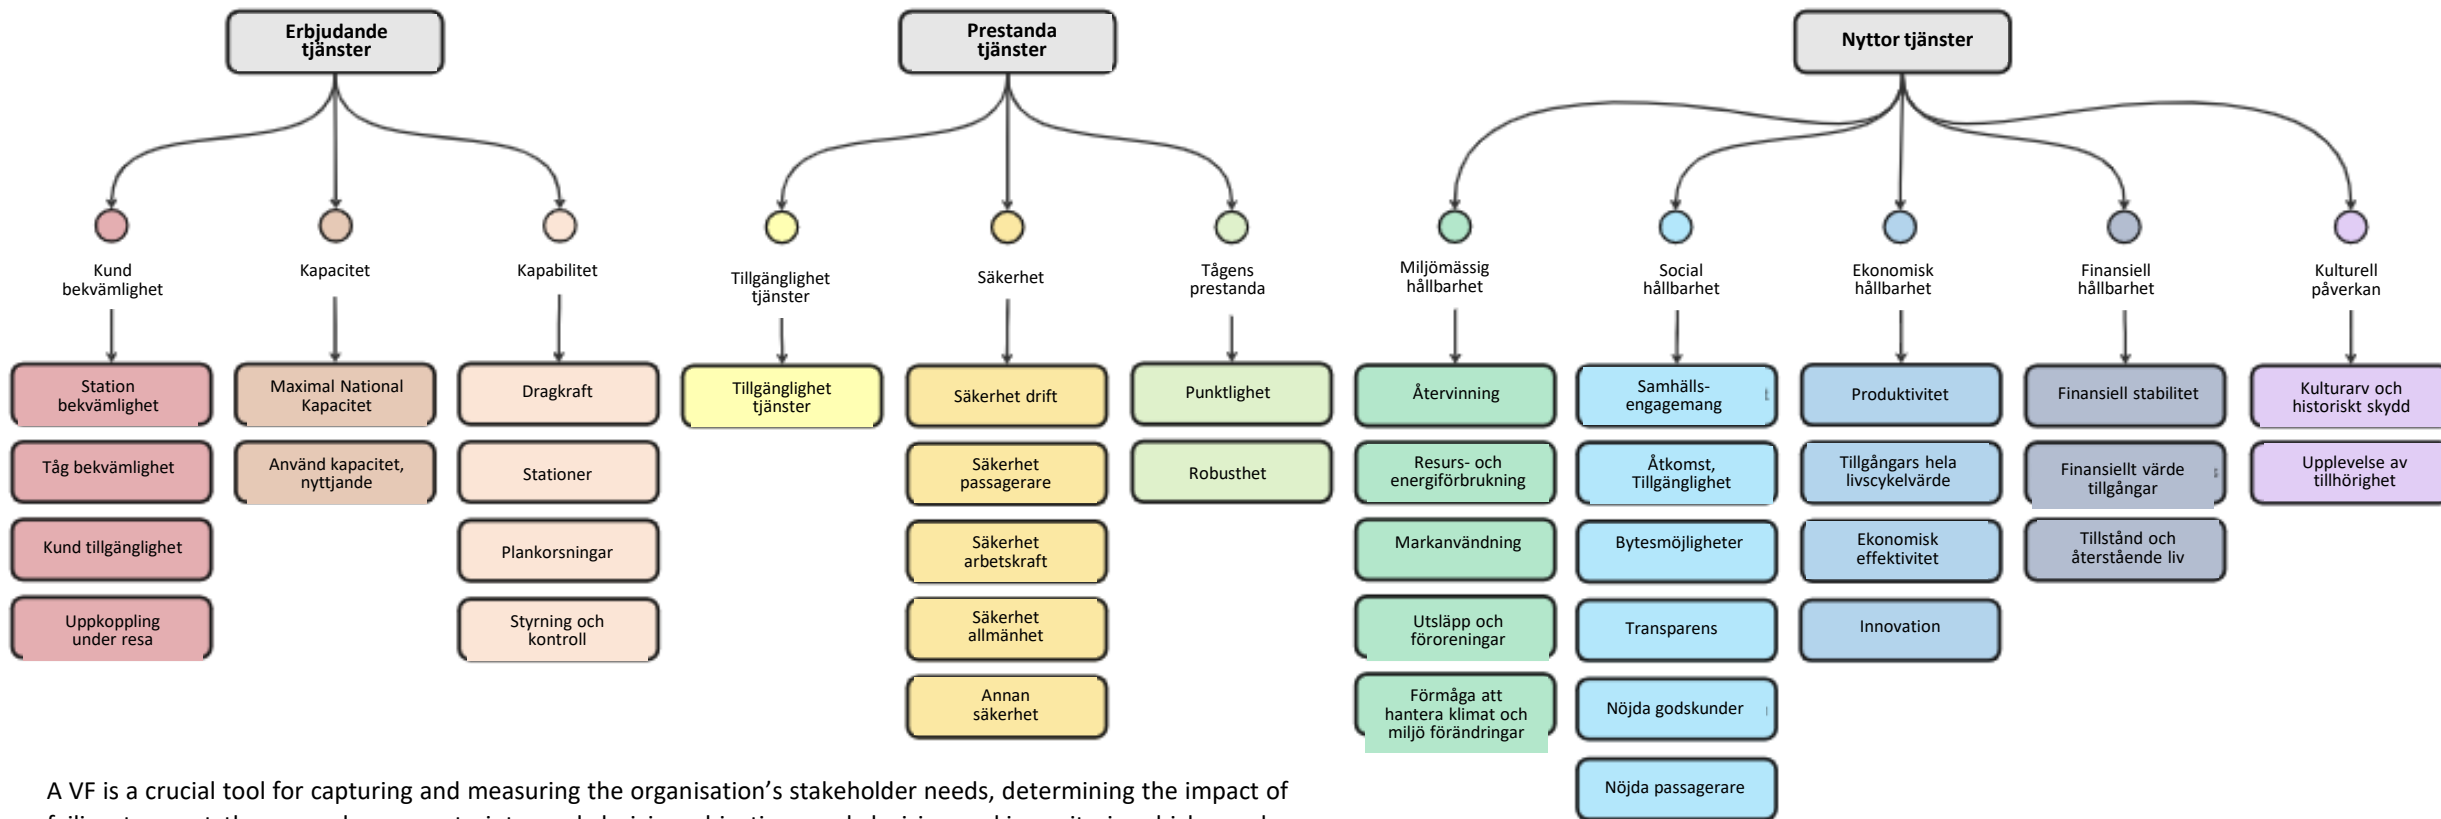 Erbjudande
tjänster
Prestanda
tjänster
Nyttor tjänster
Kund
bekvämlighet
Kapacitet
Kapabilitet
Tillgänglighet
tjänster
Säkerhet
Tågens
prestanda
Miljömässig
hållbarhet
Social
hållbarhet
Ekonomisk
hållbarhet
Finansiell
hållbarhet
Kulturell
påverkan
Station
bekvämlighet
Tåg bekvämlighet
Kund tillgänglighet
Uppkoppling
under resa
Maximal National
Kapacitet
Använd kapacitet,
nyttjande
Dragkraft
Stationer
Plankorsningar
Styrning och
kontroll
Tillgänglighet
tjänster
Säkerhet drift
Säkerhet
passagerare
Säkerhet
arbetskraft
Säkerhet
allmänhet
Annan
säkerhet
Punktlighet
Robusthet
Återvinning
Resurs- och
energiförbrukning
Markanvändning
Utsläpp och
föroreningar
Förmåga att
hantera klimat och
miljö förändringar
Samhälls-
engagemang
Åtkomst,
Tillgänglighet
Bytesmöjligheter
Transparens
Nöjda godskunder
Nöjda passagerare
Produktivitet
Tillgångars hela
livscykelvärde
Ekonomisk
effektivitet
Innovation
Finansiell stabilitet
Finansiellt värde
tillgångar
Tillstånd och
återstående liv
Kulturarv och
historiskt skydd
Upplevelse av
tillhörighet
A VF is a crucial tool for capturing and measuring the organisation's stakeholder needs, determining the impact of